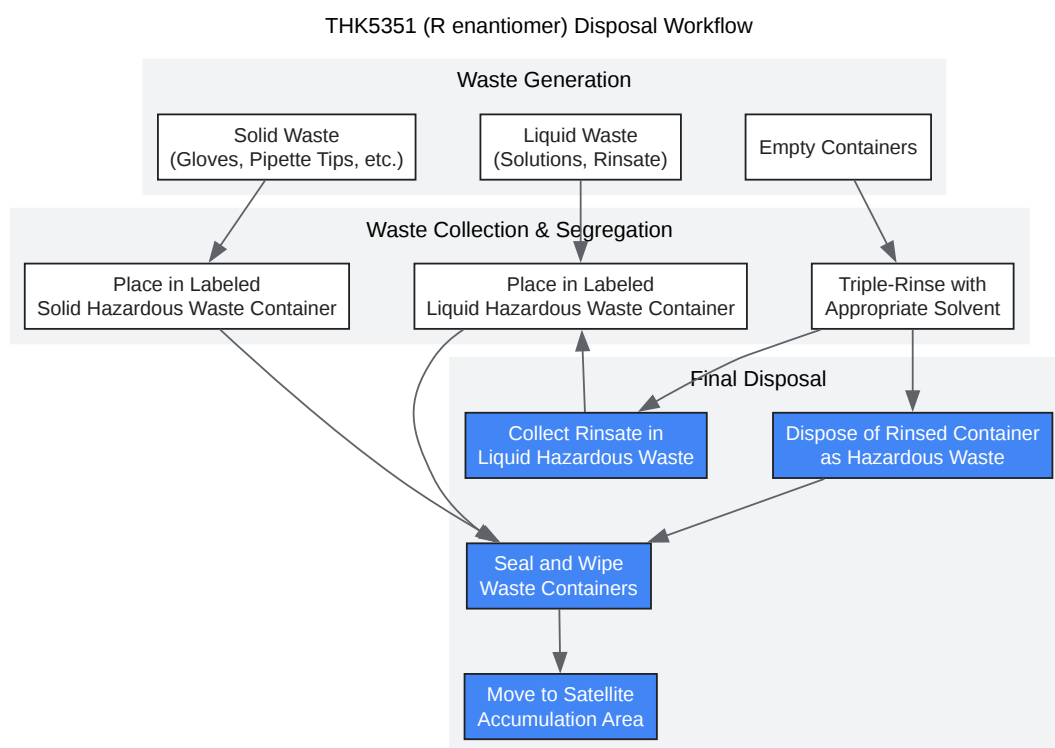 THK5351 (R enantiomer) Disposal Workflow
Waste Generation
Solid Waste
(Gloves, Pipette Tips, etc.)
Liquid Waste
(Solutions, Rinsate)
Empty Containers
Waste Collection & Segregation
Place in Labeled
Solid Hazardous Waste Container
Place in Labeled
Liquid Hazardous Waste Container
Triple-Rinse with
Appropriate Solvent
Final Disposal
Collect Rinsate in
Liquid Hazardous Waste
Dispose of Rinsed Container
as Hazardous Waste
Seal and Wipe
Waste Containers
Move to Satellite
Accumulation Area